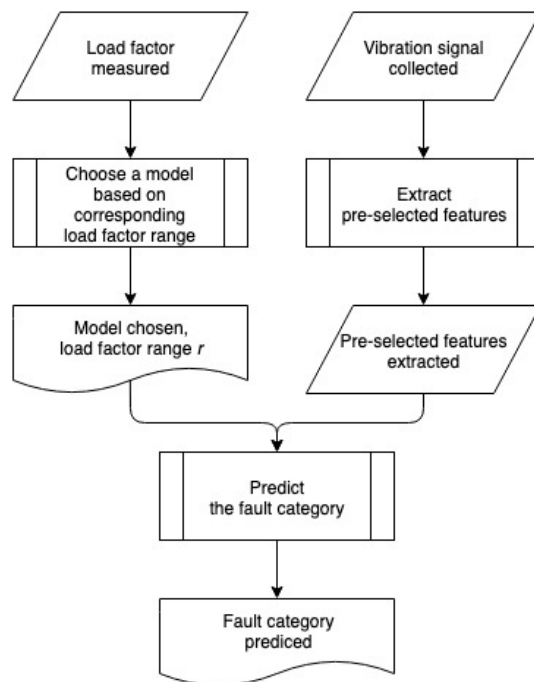 Load factor
measured
Vibration signal
collected
Choose a model
based on
corresponding
load factor range
Extract
pre-selected features
Model chosen,
load factor range r
Pre-selected features
extracted
Predict
the fault category
Fault category
prediced